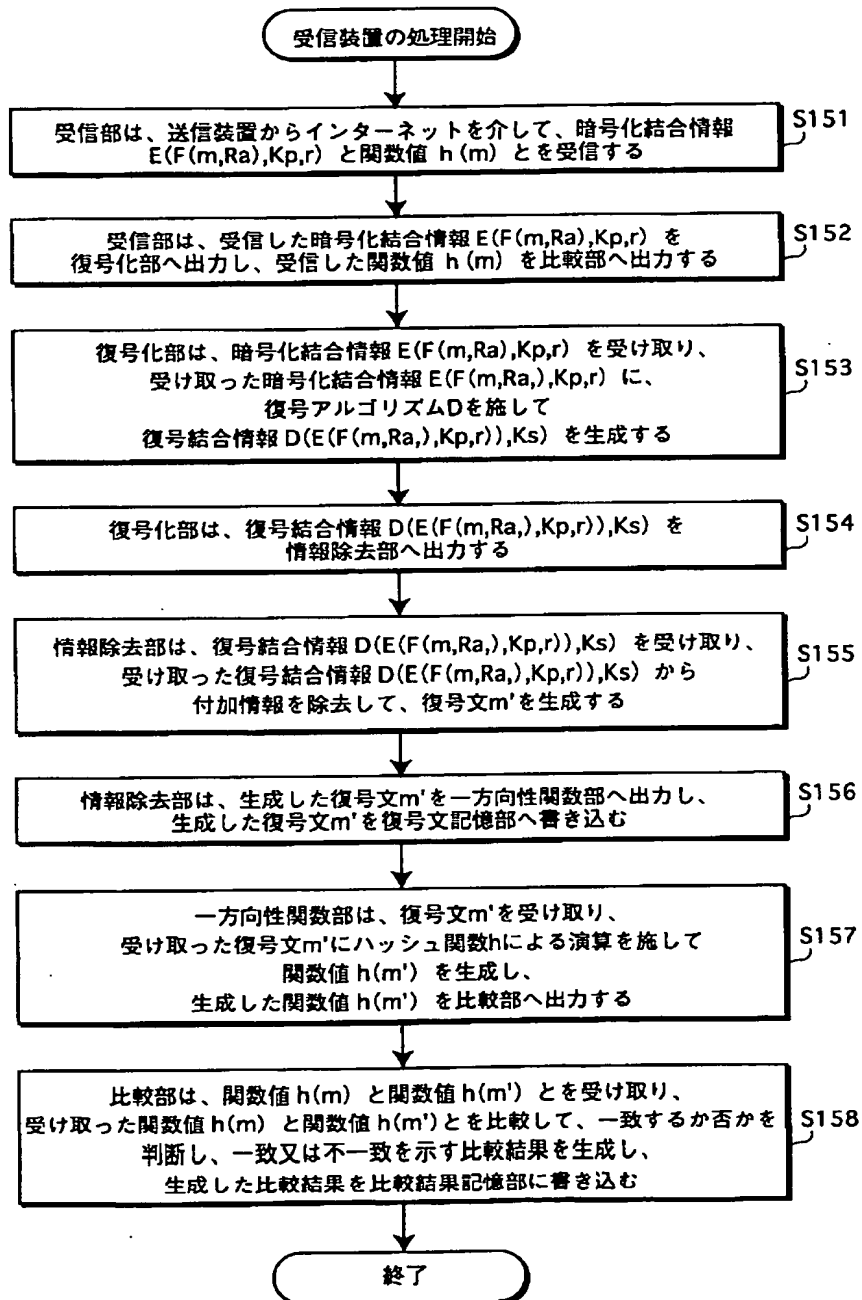 受信装置の処理開始
受信部は、送信装置からインターネットを介して、暗号化結合情報
E(F(m,Ra),Kp,r) と関数値 h(m) とを受信する
S151
受信部は、受信した暗号化結合情報 E(F(m,Ra),Kp,r) を
復号化部へ出力し、受信した関数値 h(m) を比較部へ出力する
S152
復号化部は、暗号化結合情報 E(F(m,Ra),Kp,r) を受け取り、
受け取った暗号化結合情報 E(F(m,Ra,),Kp,r) に、
復号アルゴリズムDを施して
復号結合情報 D(E(F(m,Ra,),Kp,r)),Ks) を生成する
S153
復号化部は、復号結合情報 D(E(F(m,Ra,),Kp,r)),Ks) を
情報除去部へ出力する
S154
情報除去部は、復号結合情報 D(E(F(m,Ra,),Kp,r)),Ks) を受け取り、
受け取った復号結合情報 D(E(F(m,Ra,),Kp,r)),Ks) から
付加情報を除去して、復号文m'を生成する
S155
情報除去部は、生成した復号文m'を一方向性関数部へ出力し、
生成した復号文m'を復号文記憶部へ書き込む
S156
一方向性関数部は、復号文m'を受け取り、
受け取った復号文m'にハッシュ関数hによる演算を施して
関数値 h(m') を生成し、
生成した関数値 h(m') を比較部へ出力する
S157
比較部は、関数値 h(m) と関数値 h(m') とを受け取り、
受け取った関数値 h(m) と関数値 h(m')とを比較して、一致するか否かを
判断し、一致又は不一致を示す比較結果を生成し、
生成した比較結果を比較結果記憶部に書き込む
S158
終了